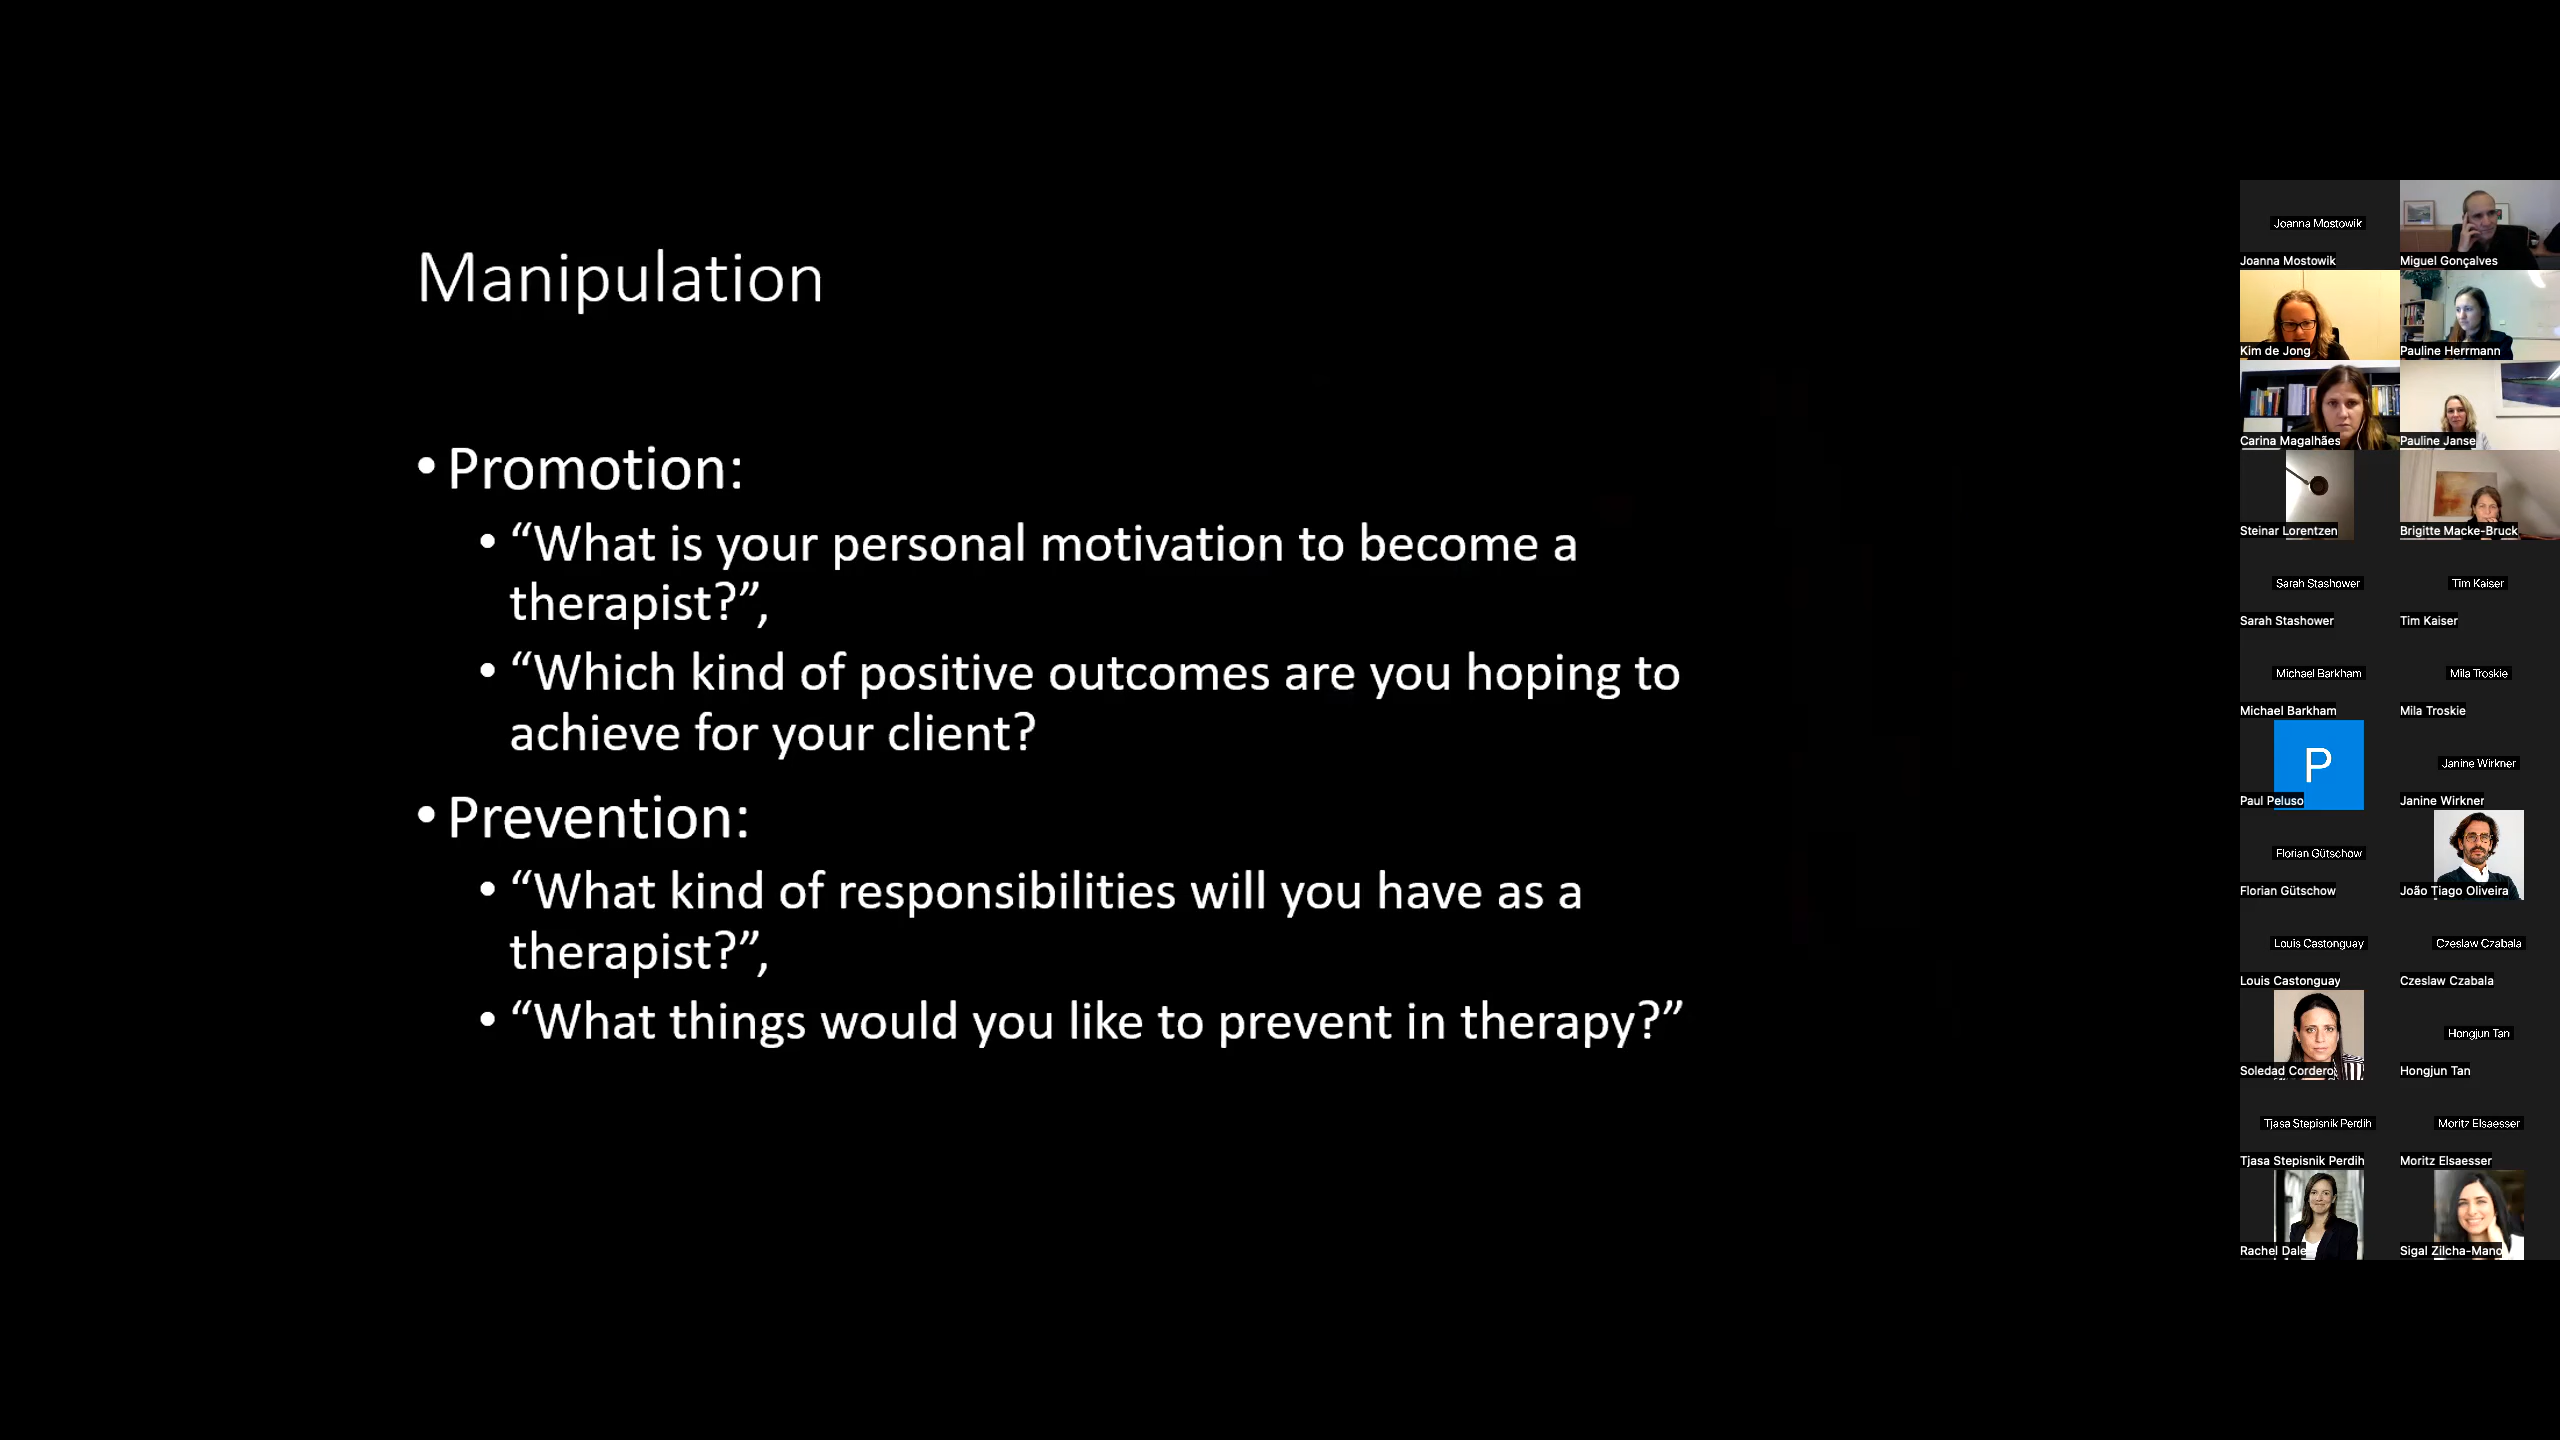 Manipulation
• Promotion:
• “What is your personal motivation to become a
therapist?”,
• “Which kind of positive outcomes are you hoping to
achieve for your client?
• Prevention:
• “What kind of responsibilities will you have as a
therapist?”,
• “What things would you like to prevent in therapy?”
Joanna Mostowik
Joanna Mostowik
Miguel Gonçalves
Kim de Jong
Pauline Herrmann
Carina Magalhães
Pauline Janse
Steinar Lorentzen
Brigitte Macke-Bruck
Sarah Stashower
Tim Kaiser
Sarah Stashower
Tim Kaiser
Michael Barkham
Mila Troskie
Michael Barkham
Mila Troskie
P
Janine Wirkner
Paul Peluso
Janine Wirkner
Florian Gütschow
Florian Gütschow
João Tiago Oliveira
Louis Castonguay
Czeslaw Czabala
Louis Castonguay
Czeslaw Czabala
Hongjun Tan
Soledad Cordero
Hongjun Tan
Tjasa Stepisnik Perdih
Moritz Elsaesser
Tjasa Stepisnik Perdih
Moritz Elsaesser
Rachel Dale
Sigal Zilcha-Mano